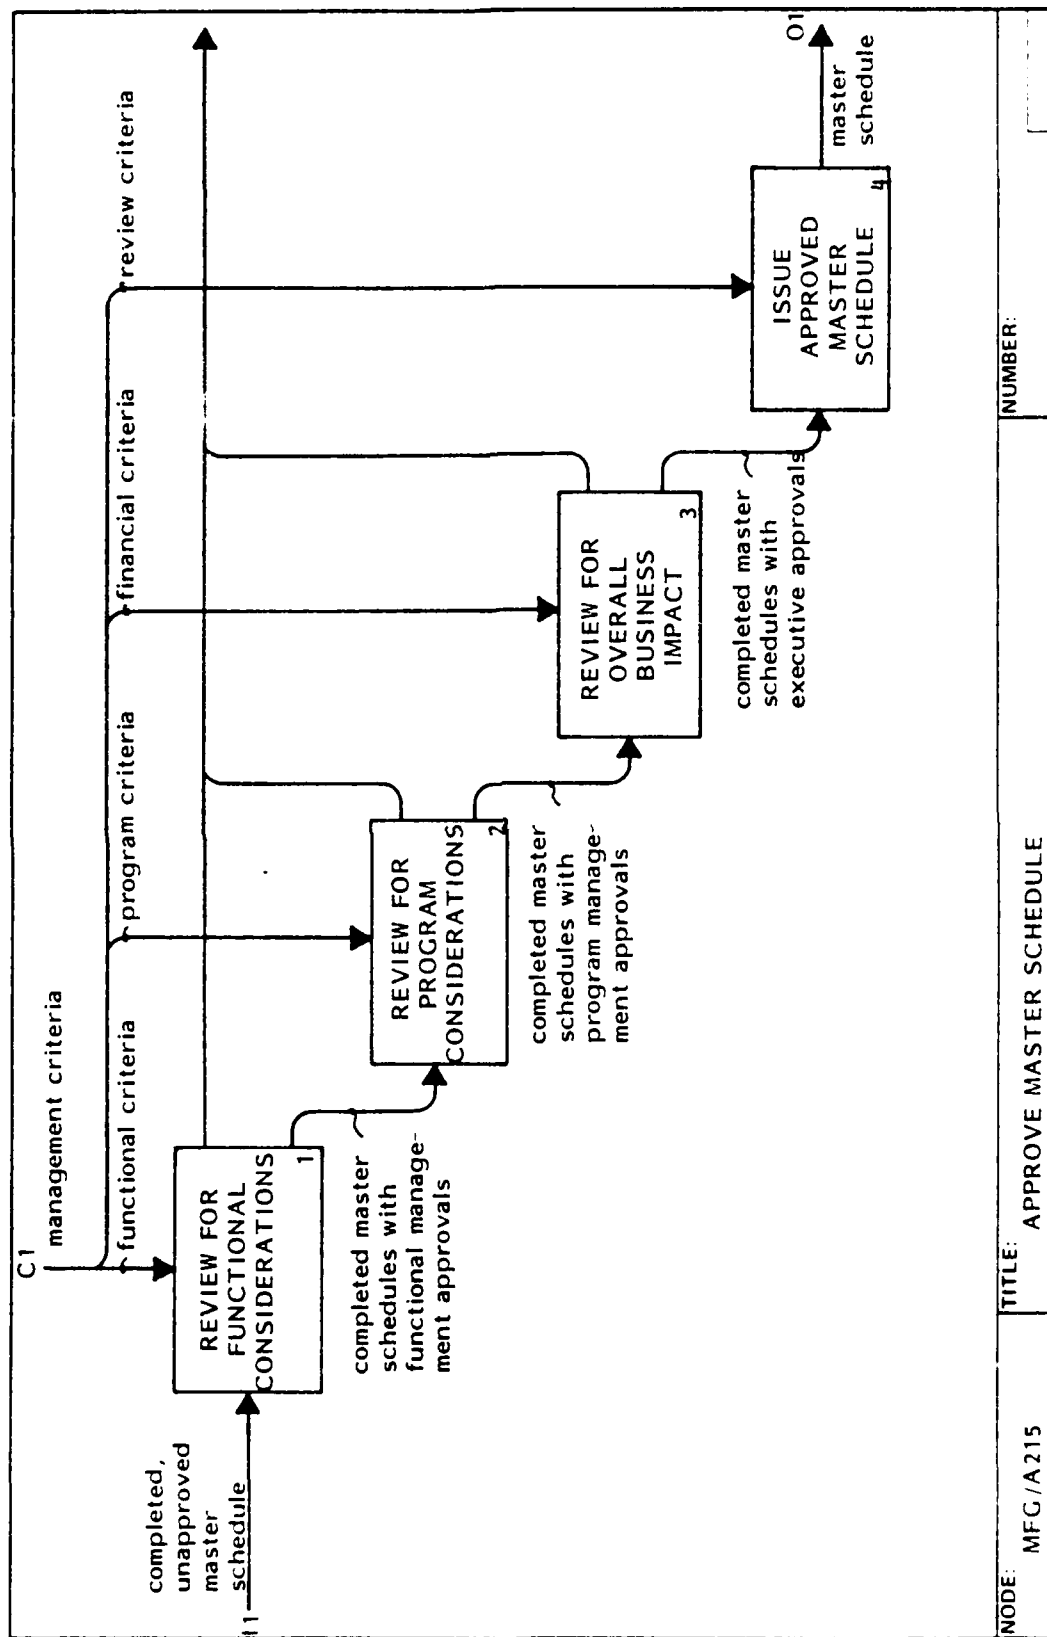 C1
management criteria
functional criteria
program criteria
financial criteria
review criteria
completed,
unapproved
master
schedule
I1
REVIEW FOR
FUNCTIONAL
CONSIDERATIONS
1
completed master
schedules with
functional manage-
ment approvals
REVIEW FOR
PROGRAM
CONSIDERATIONS
2
completed master
schedules with
program manage-
ment approvals
REVIEW FOR
OVERALL
BUSINESS
IMPACT
3
completed master
schedules with
executive approvals
ISSUE
APPROVED
MASTER
SCHEDULE
4
O1
master
schedule
NODE: MFG/A215
TITLE: APPROVE MASTER SCHEDULE
NUMBER: